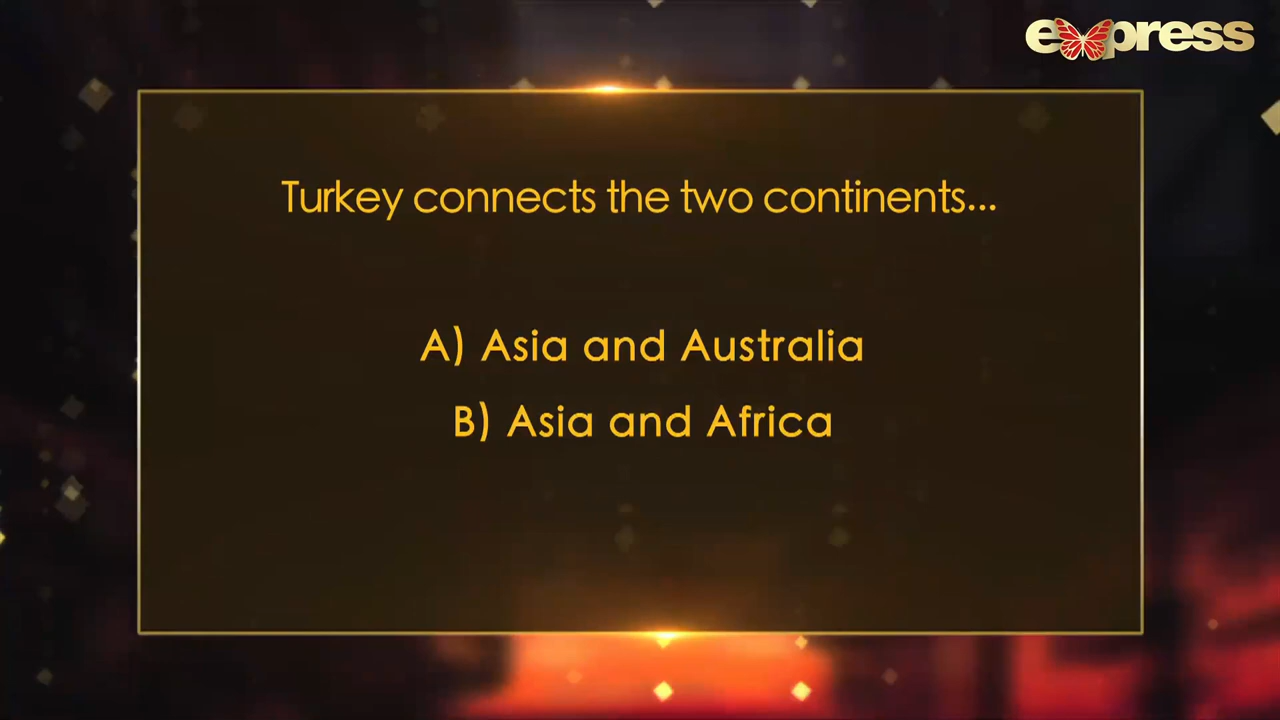 express
Turkey connects the two continents...
A) Asia and Australia
B) Asia and Africa